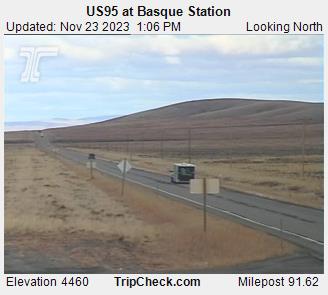 US95 at Basque Station
Updated: Nov 23 2023 1:06 PM Looking North
Elevation 4460 TripCheck.com Milepost 91.62